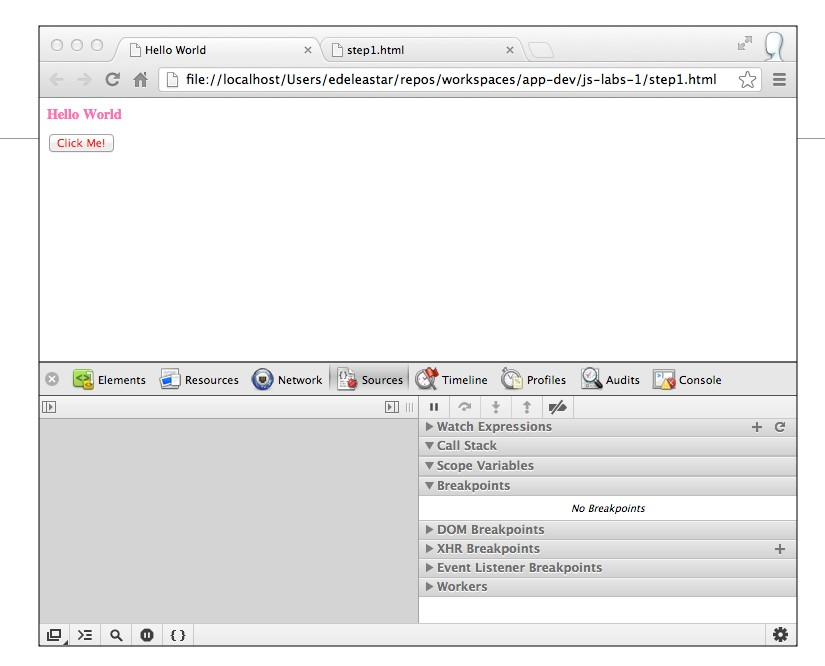 Hello World
step1.html
file://localhost/Users/edeleastar/repos/workspaces/app-dev/js-labs-1/step1.html
Hello World
Click Me!
Elements Resources Network Sources Timeline Profiles Audits Console
Watch Expressions
Call Stack
Scope Variables
Breakpoints
No Breakpoints
DOM Breakpoints
XHR Breakpoints
Event Listener Breakpoints
Workers